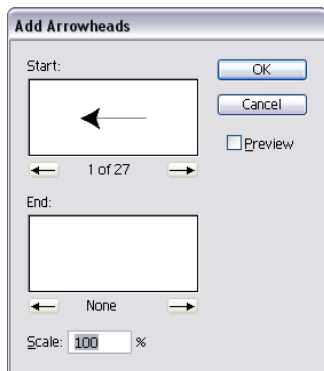 Add Arrowheads
Start:
OK
Cancel
Preview
1 of 27
End:
None
Scale: 100 %